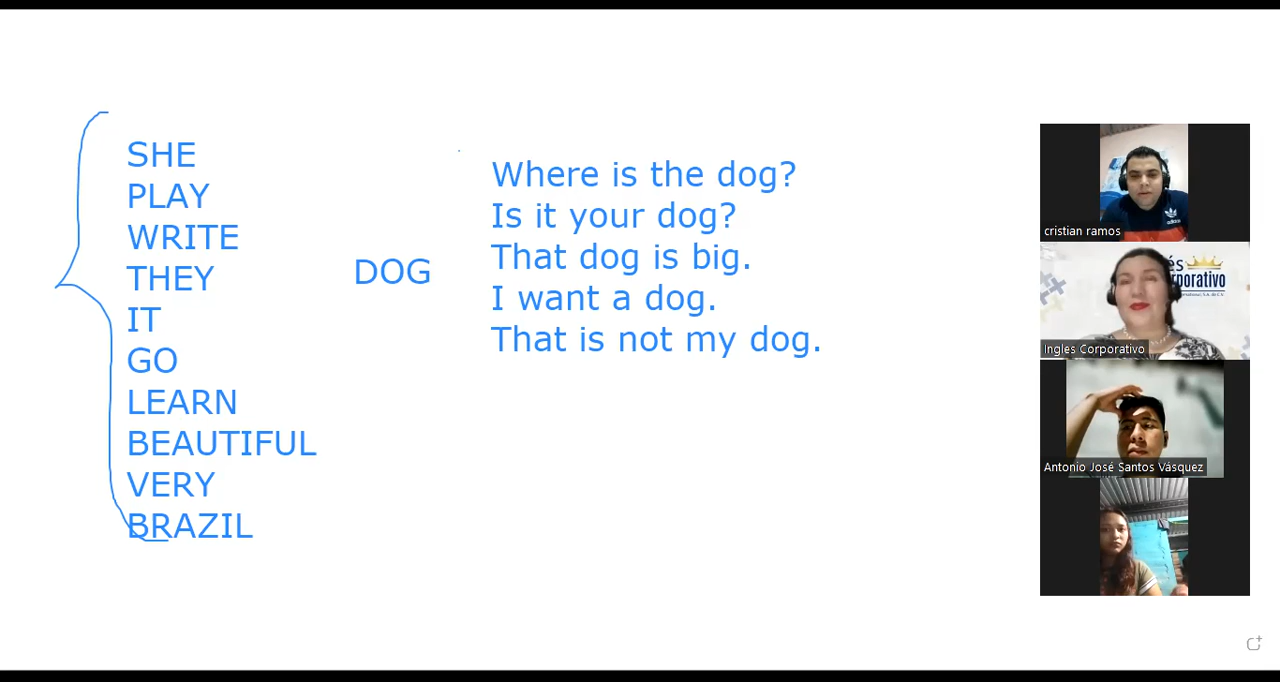 SHE
PLAY
WRITE
THEY
IT
GO
LEARN
BEAUTIFUL
VERY
BRAZIL
DOG
Where is the dog?
Is it your dog?
That dog is big.
I want a dog.
That is not my dog.
cristian ramos
és
rporativo
Ingles Corporativo
Antonio José Santos Vásquez